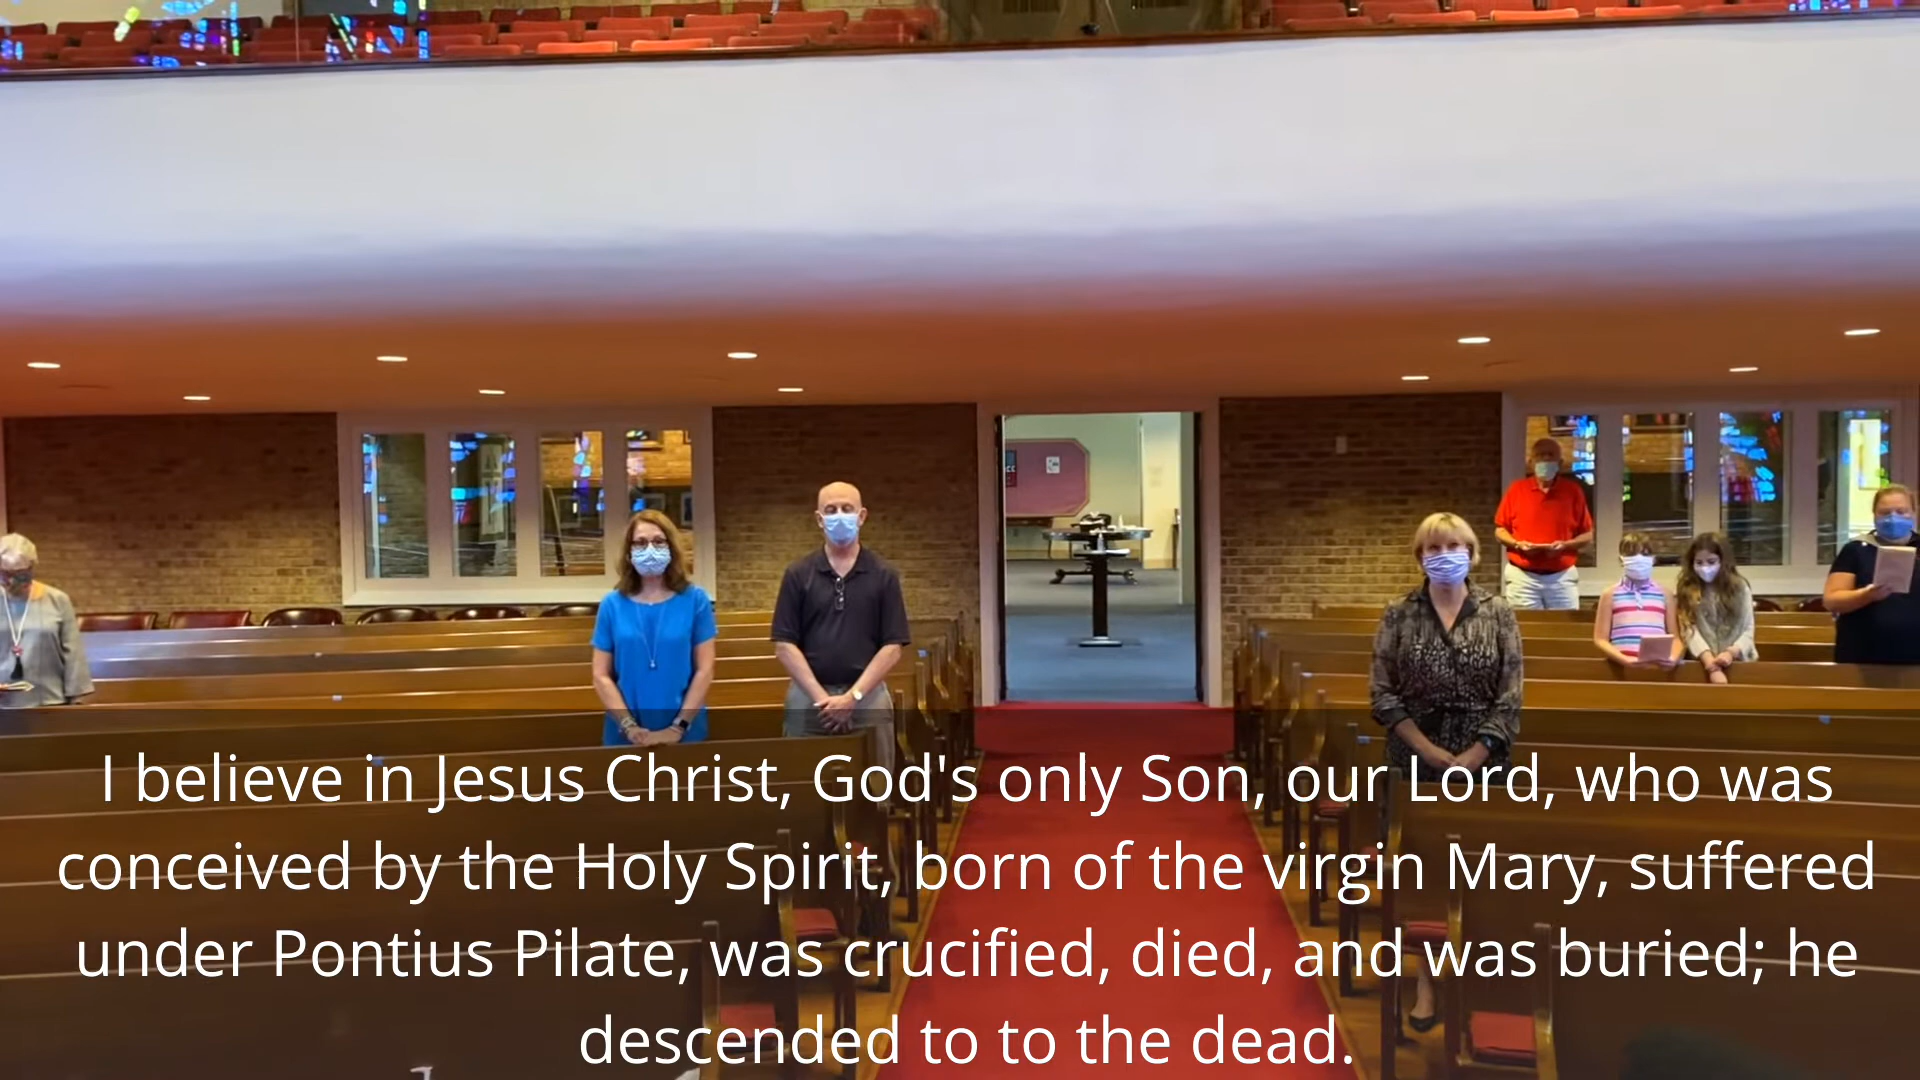 I believe in Jesus Christ, God's only Son, our Lord, who was
conceived by the Holy Spirit, born of the virgin Mary, suffered
under Pontius Pilate, was crucified, died, and was buried; he
descended to to the dead.